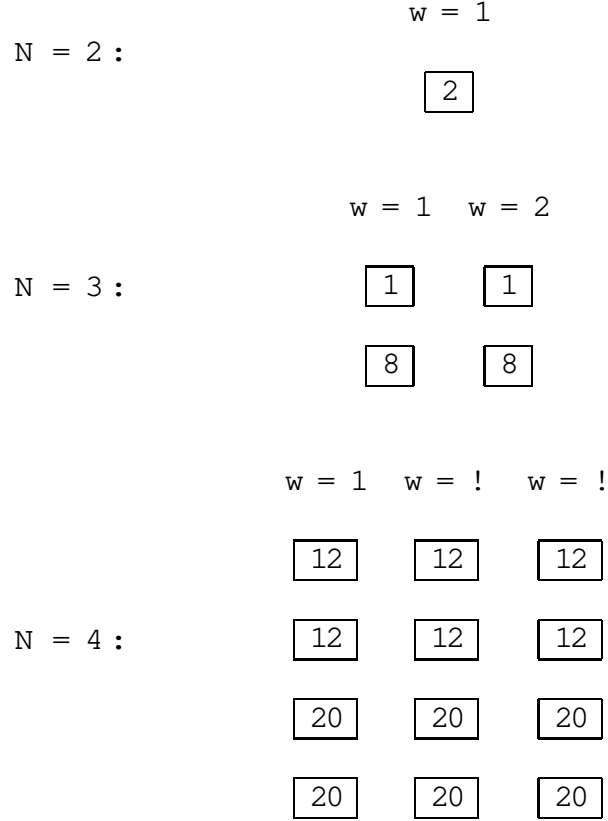 w = 1
N = 2 :
2
w = 1 w = 2
N = 3 :
1 1
8 8
w = 1 w = ! w = !
12 12 12
N = 4 :
12 12 12
20 20 20
20 20 20